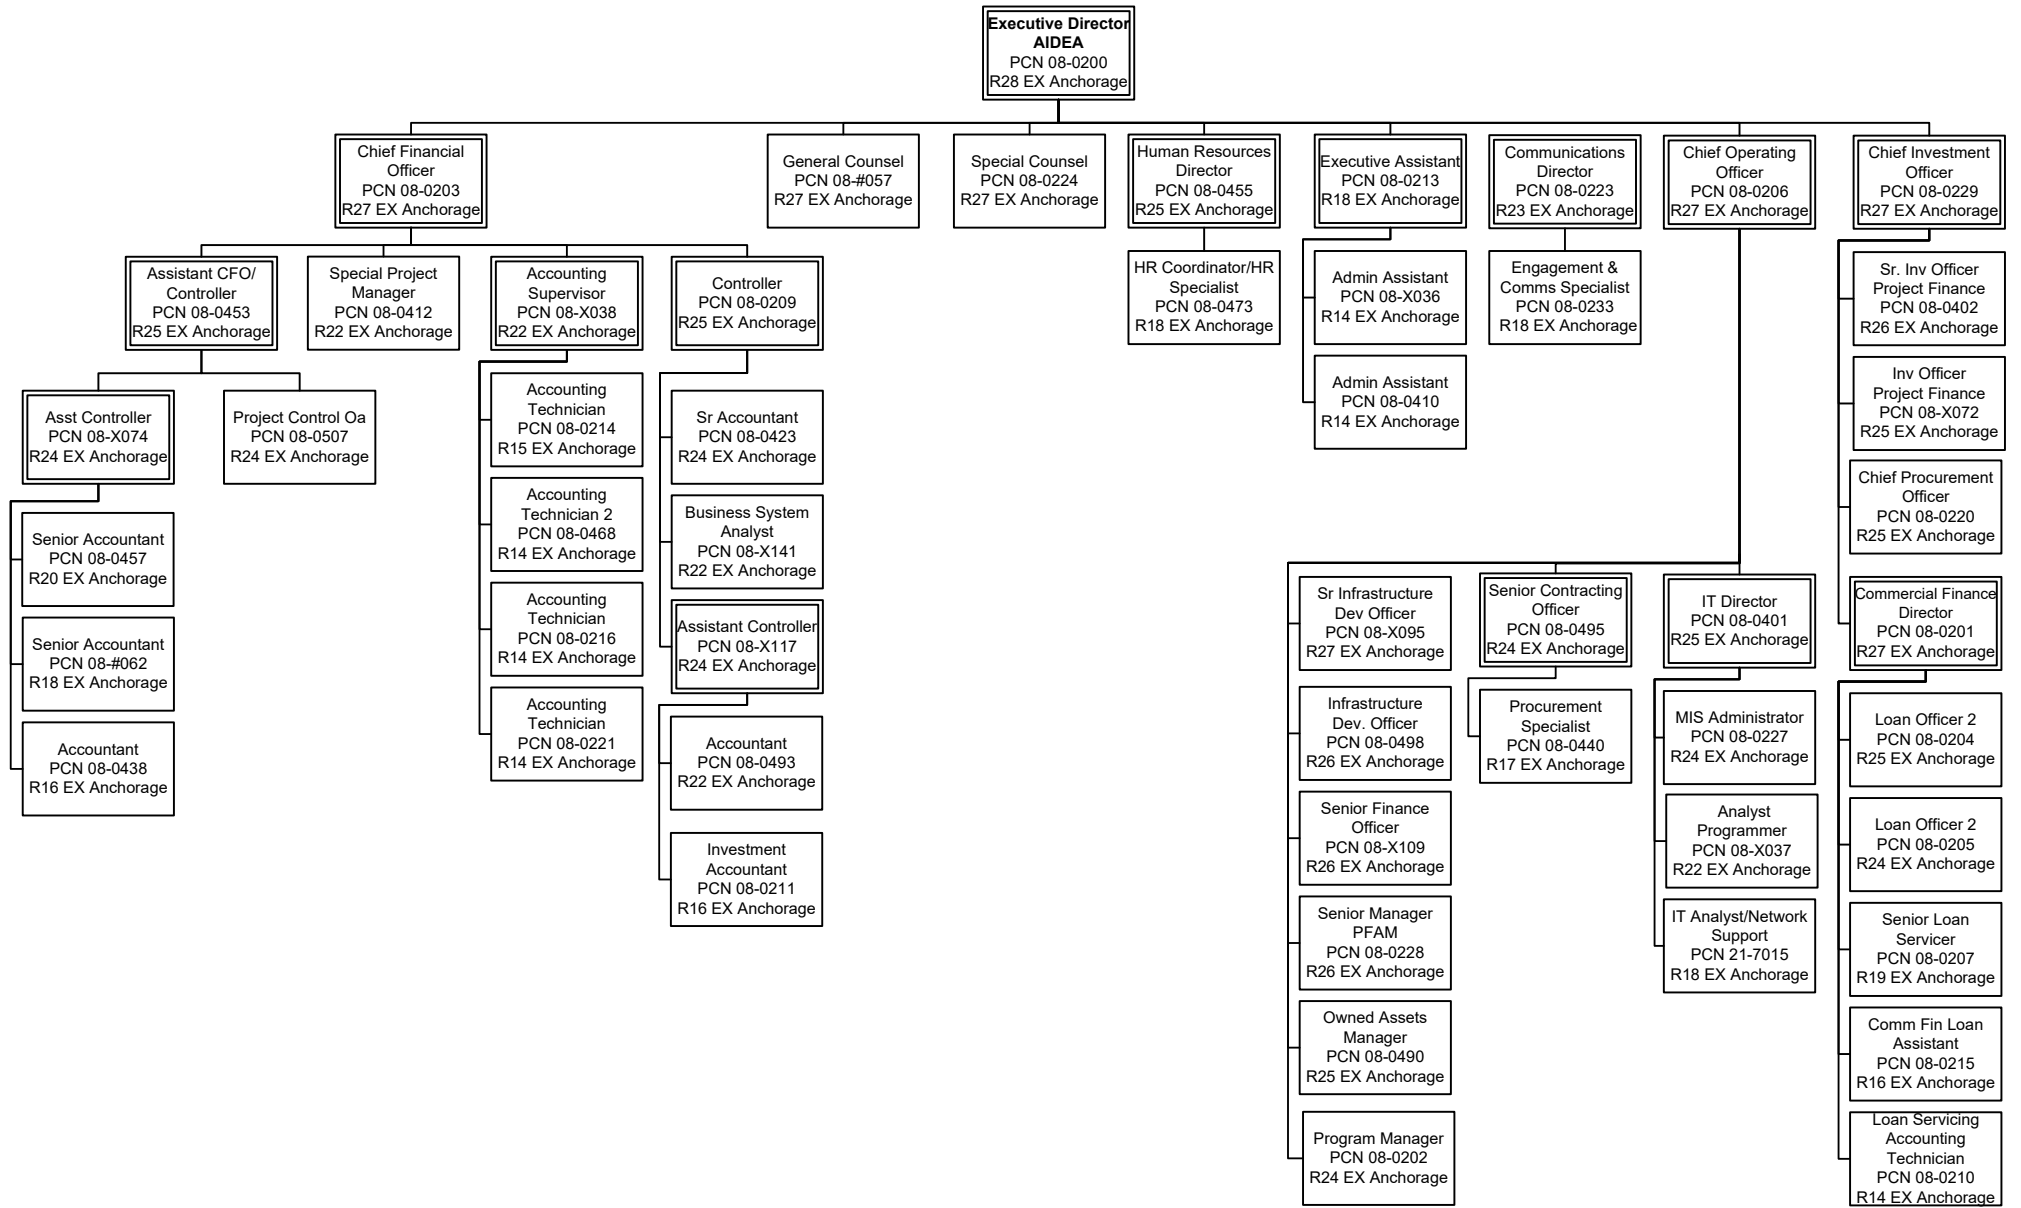 Executive Director
AIDEA
PCN 08-0200
R28 EX Anchorage
Chief Financial
Officer
PCN 08-0203
R27 EX Anchorage
General Counsel
PCN 08-#057
R27 EX Anchorage
Special Counsel
PCN 08-0224
R27 EX Anchorage
Human Resources
Director
PCN 08-0455
R25 EX Anchorage
Executive Assistant
PCN 08-0213
R18 EX Anchorage
Communications
Director
PCN 08-0223
R23 EX Anchorage
Chief Operating
Officer
PCN 08-0206
R27 EX Anchorage
Chief Investment
Officer
PCN 08-0229
R27 EX Anchorage
Assistant CFO/
Controller
PCN 08-0453
R25 EX Anchorage
Special Project
Manager
PCN 08-0412
R22 EX Anchorage
Accounting
Supervisor
PCN 08-X038
R22 EX Anchorage
Controller
PCN 08-0209
R25 EX Anchorage
HR Coordinator/HR
Specialist
PCN 08-0473
R18 EX Anchorage
Admin Assistant
PCN 08-X036
R14 EX Anchorage
Admin Assistant
PCN 08-0410
R14 EX Anchorage
Engagement &
Comms Specialist
PCN 08-0233
R18 EX Anchorage
Sr. Inv Officer
Project Finance
PCN 08-0402
R26 EX Anchorage
Inv Officer
Project Finance
PCN 08-X072
R25 EX Anchorage
Chief Procurement
Officer
PCN 08-0220
R25 EX Anchorage
Asst Controller
PCN 08-X074
R24 EX Anchorage
Project Control Oa
PCN 08-0507
R24 EX Anchorage
Senior Accountant
PCN 08-0457
R20 EX Anchorage
Senior Accountant
PCN 08-#062
R18 EX Anchorage
Accountant
PCN 08-0438
R16 EX Anchorage
Accounting
Technician
PCN 08-0214
R15 EX Anchorage
Accounting
Technician 2
PCN 08-0468
R14 EX Anchorage
Accounting
Technician
PCN 08-0216
R14 EX Anchorage
Accounting
Technician
PCN 08-0221
R14 EX Anchorage
Sr Accountant
PCN 08-0423
R24 EX Anchorage
Business System
Analyst
PCN 08-X141
R22 EX Anchorage
Assistant Controller
PCN 08-X117
R24 EX Anchorage
Accountant
PCN 08-0493
R22 EX Anchorage
Investment
Accountant
PCN 08-0211
R16 EX Anchorage
Sr Infrastructure
Dev Officer
PCN 08-X095
R27 EX Anchorage
Infrastructure
Dev. Officer
PCN 08-0498
R26 EX Anchorage
Senior Finance
Officer
PCN 08-X109
R26 EX Anchorage
Senior Manager
PFAM
PCN 08-0228
R26 EX Anchorage
Owned Assets
Manager
PCN 08-0490
R25 EX Anchorage
Program Manager
PCN 08-0202
R24 EX Anchorage
Senior Contracting
Officer
PCN 08-0495
R24 EX Anchorage
Procurement
Specialist
PCN 08-0440
R17 EX Anchorage
IT Director
PCN 08-0401
R25 EX Anchorage
MIS Administrator
PCN 08-0227
R24 EX Anchorage
Analyst
Programmer
PCN 08-X037
R22 EX Anchorage
IT Analyst/Network
Support
PCN 21-7015
R18 EX Anchorage
Commercial Finance
Director
PCN 08-0201
R27 EX Anchorage
Loan Officer 2
PCN 08-0204
R25 EX Anchorage
Loan Officer 2
PCN 08-0205
R24 EX Anchorage
Senior Loan
Servicer
PCN 08-0207
R19 EX Anchorage
Comm Fin Loan
Assistant
PCN 08-0215
R16 EX Anchorage
Loan Servicing
Accounting
Technician
PCN 08-0210
R14 EX Anchorage